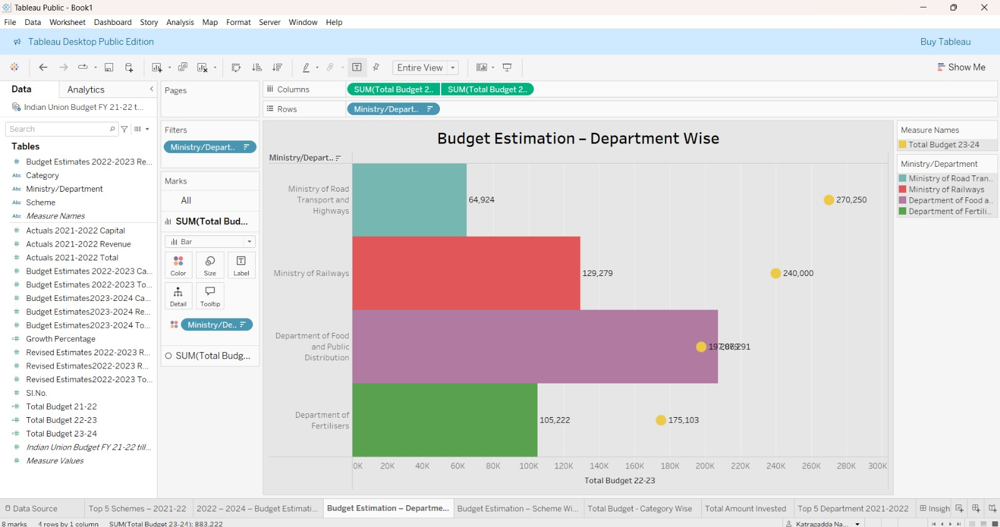 Tableau Public - Book1
File Data Worksheet Dashboard Story Analysis Map Format Server Window Help
Tableau Desktop Public Edition
Buy Tableau
Entire View
Show Me
Data
Analytics
Indian Union Budget FY 21-22 t...
Search
Tables
Budget Estimates 2022-2023 Re...
Abc Category
Abc Ministry/Department
Abc Scheme
Abc Measure Names
Actuals 2021-2022 Capital
Actuals 2021-2022 Revenue
Actuals 2021-2022 Total
Budget Estimates 2022-2023 Ca...
Budget Estimates 2022-2023 To...
Budget Estimates2023-2024 Ca...
Budget Estimates2023-2024 Re...
Budget Estimates2023-2024 To...
Growth Percentage
Revised Estimates 2022-2023 R...
Revised Estimates2022-2023 R...
Revised Estimates2022-2023 To...
Sl.No.
Total Budget 21-22
Total Budget 22-23
Total Budget 23-24
Indian Union Budget FY 21-22 till...
Measure Values
Pages
Filters
Ministry/Depart..
Marks
All
SUM(Total Bud...
Bar
Color
Size
Label
Detail
Tooltip
Ministry/De..
SUM(Total Budg...
Columns
SUM(Total Budget 2..
SUM(Total Budget 2..
Rows
Ministry/Depart..
Budget Estimation – Department Wise
Ministry/Depart..
Ministry of Road
Transport and
Highways
64,924
270,250
Ministry of Railways
129,279
240,000
Department of Food
and Public
Distribution
Department of
Fertilisers
105,222
175,103
0K 20K 40K 60K 80K 100K 120K 140K 160K 180K 200K 220K 240K 260K 280K 300K
Total Budget 22-23
Measure Names
Total Budget 23-24
Ministry/Department
Ministry of Road Tran..
Ministry of Railways
Department of Food a..
Department of Fertili..
Data Source
Top 5 Schemes – 2021-22
2022 – 2024 – Budget Estimati...
Budget Estimation – Departme...
Budget Estimation – Scheme Wi...
Total Budget - Category Wise
Total Amount Invested
Top 5 Department 2021-2022
Insigh
8 marks
4 rows by 1 column
SUM(Total Budget 23-24): 883,222
Katragadda Na...